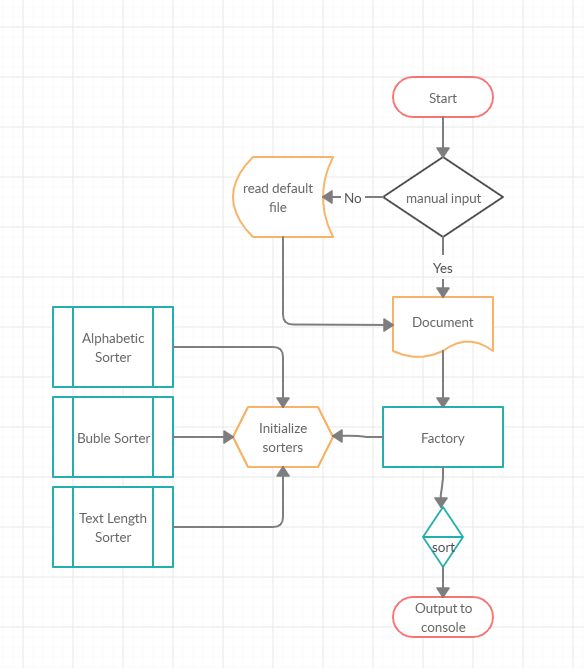 Start
manual input
No
read default
file
Yes
Document
Alphabetic
Sorter
Buble Sorter
Initialize
sorters
Factory
Text Length
Sorter
sort
Output to
console